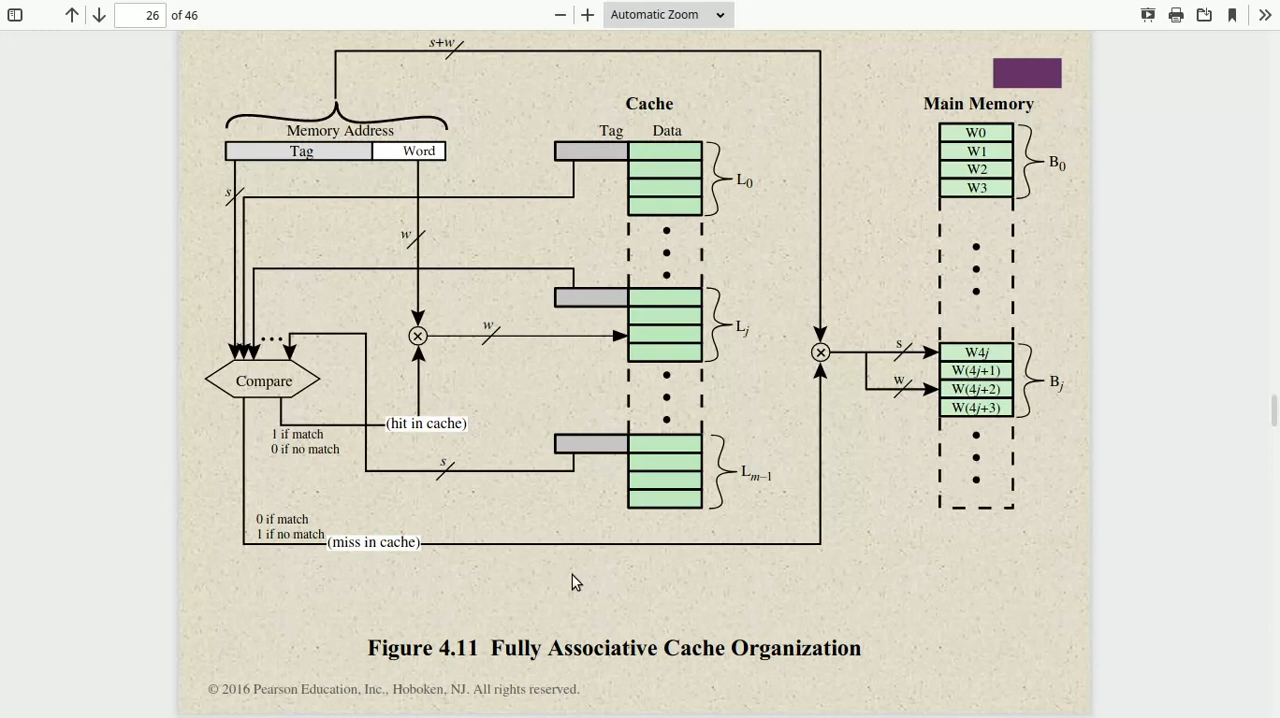 26 of 46
Automatic Zoom
s+w
Cache
Main Memory
Memory Address
Tag Data
W0
Tag Word
W1
B0
W2
s
L0
W3
w
w
Lj
s
W4j
W(4j+1)
Compare
w
W(4j+2)
Bj
W(4j+3)
(hit in cache)
1 if match
0 if no match
s
Lm–1
0 if match
1 if no match
(miss in cache)
Figure 4.11 Fully Associative Cache Organization
© 2016 Pearson Education, Inc., Hoboken, NJ. All rights reserved.